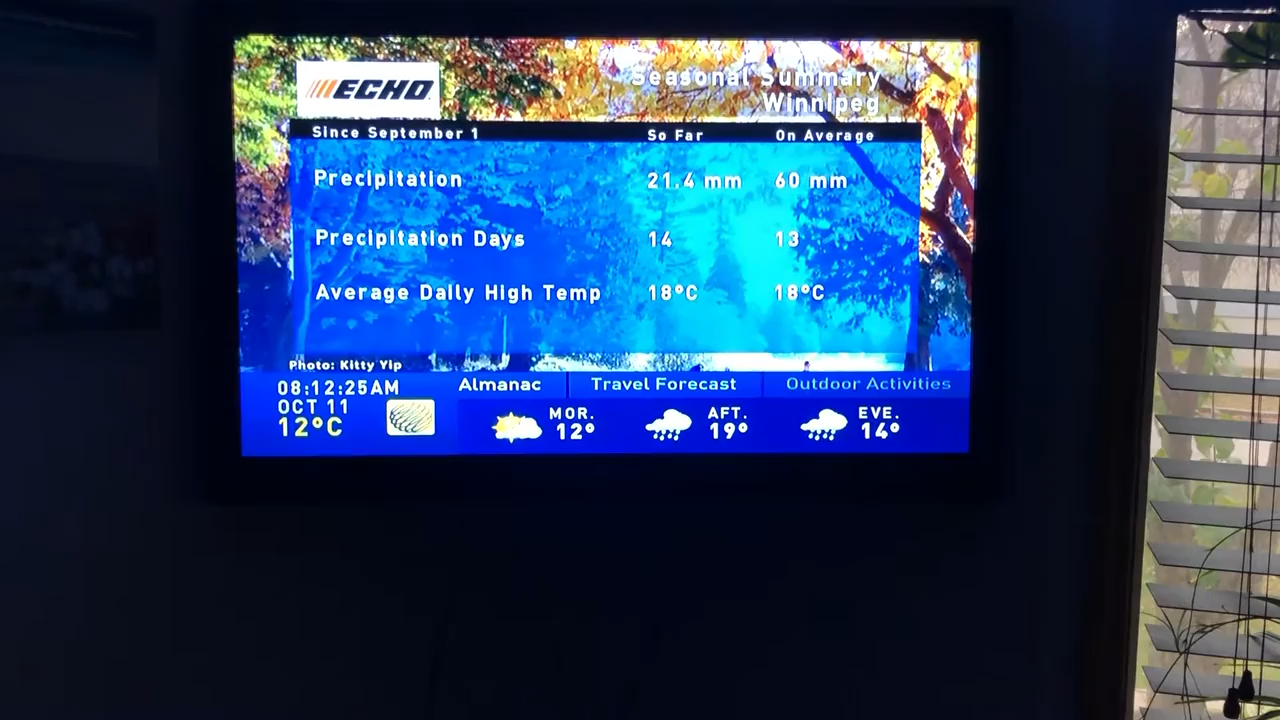 ECHO
Seasonal Summary
Winnipeg
Since September 1 So Far On Average
Precipitation 21.4 mm 60 mm
Precipitation Days 14 13
Average Daily High Temp 18°C 18°C
Photo: Kitty Yip
08:12:25AM
OCT 11
12°C
Almanac Travel Forecast Outdoor Activities
MOR. 12°
AFT. 19°
EVE. 14°